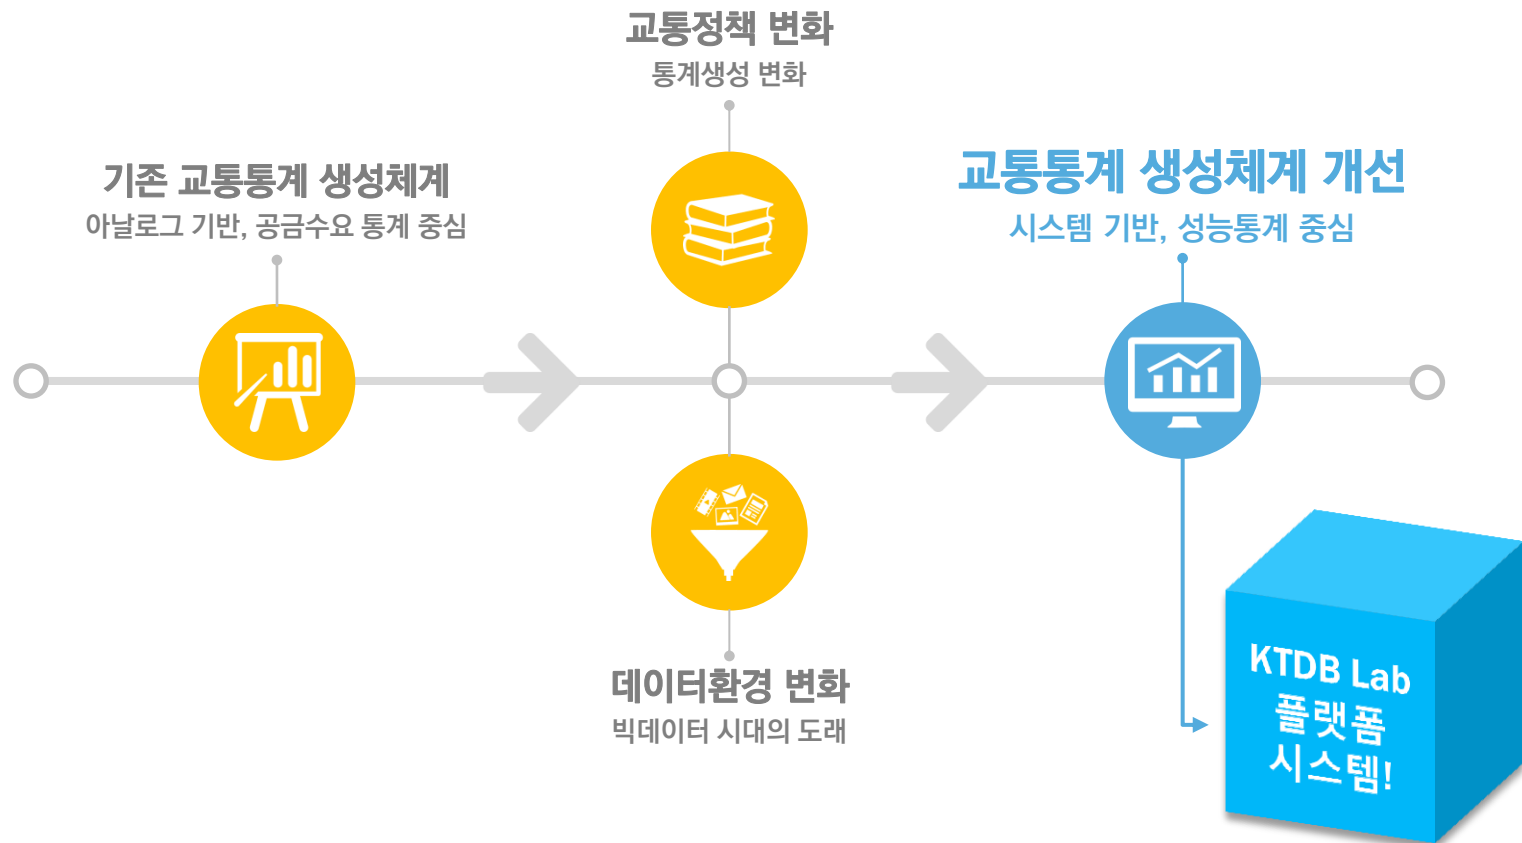 교통정책 변화
통계생성 변화
기존 교통통계 생성체계
아날로그 기반, 공급수요 통계 중심
교통통계 생성체계 개선
시스템 기반, 성능통계 중심
데이터환경 변화
빅데이터 시대의 도래
KTDB Lab
플랫폼
시스템!